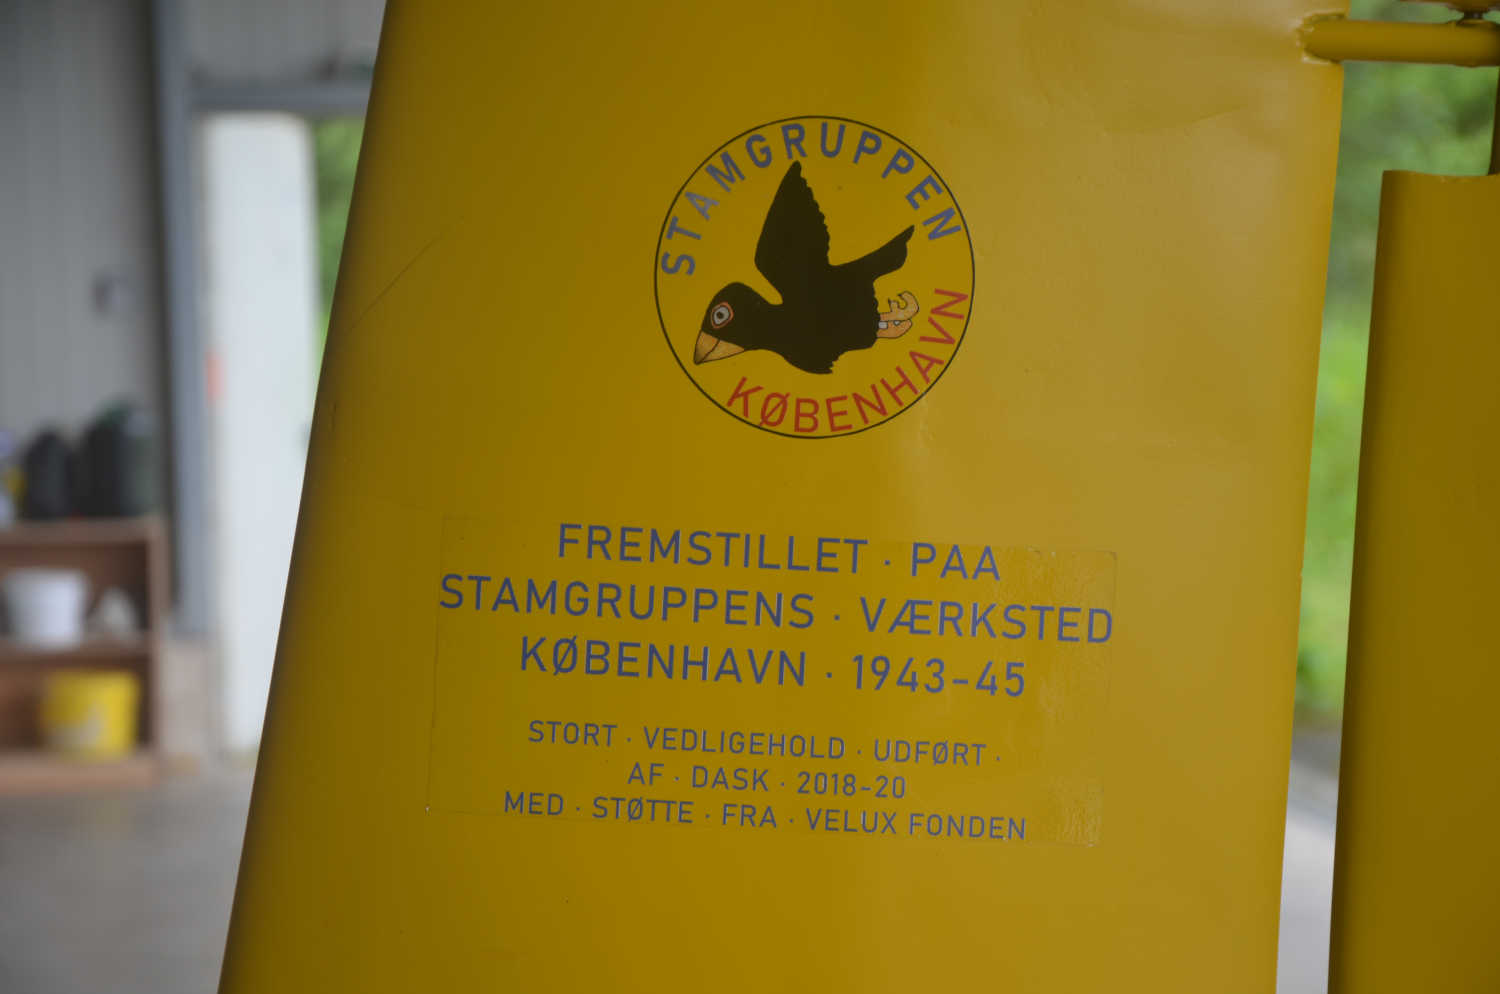 STAMGRUPPEN
KØBENHAVN
FREMSTILLET · PAA
STAMGRUPPENS · VÆRKSTED
KØBENHAVN · 1943-45
STORT · VEDLIGEHOLD · UDFØRT ·
AF · DASK · 2018-20
MED · STØTTE · FRA · VELUX FONDEN